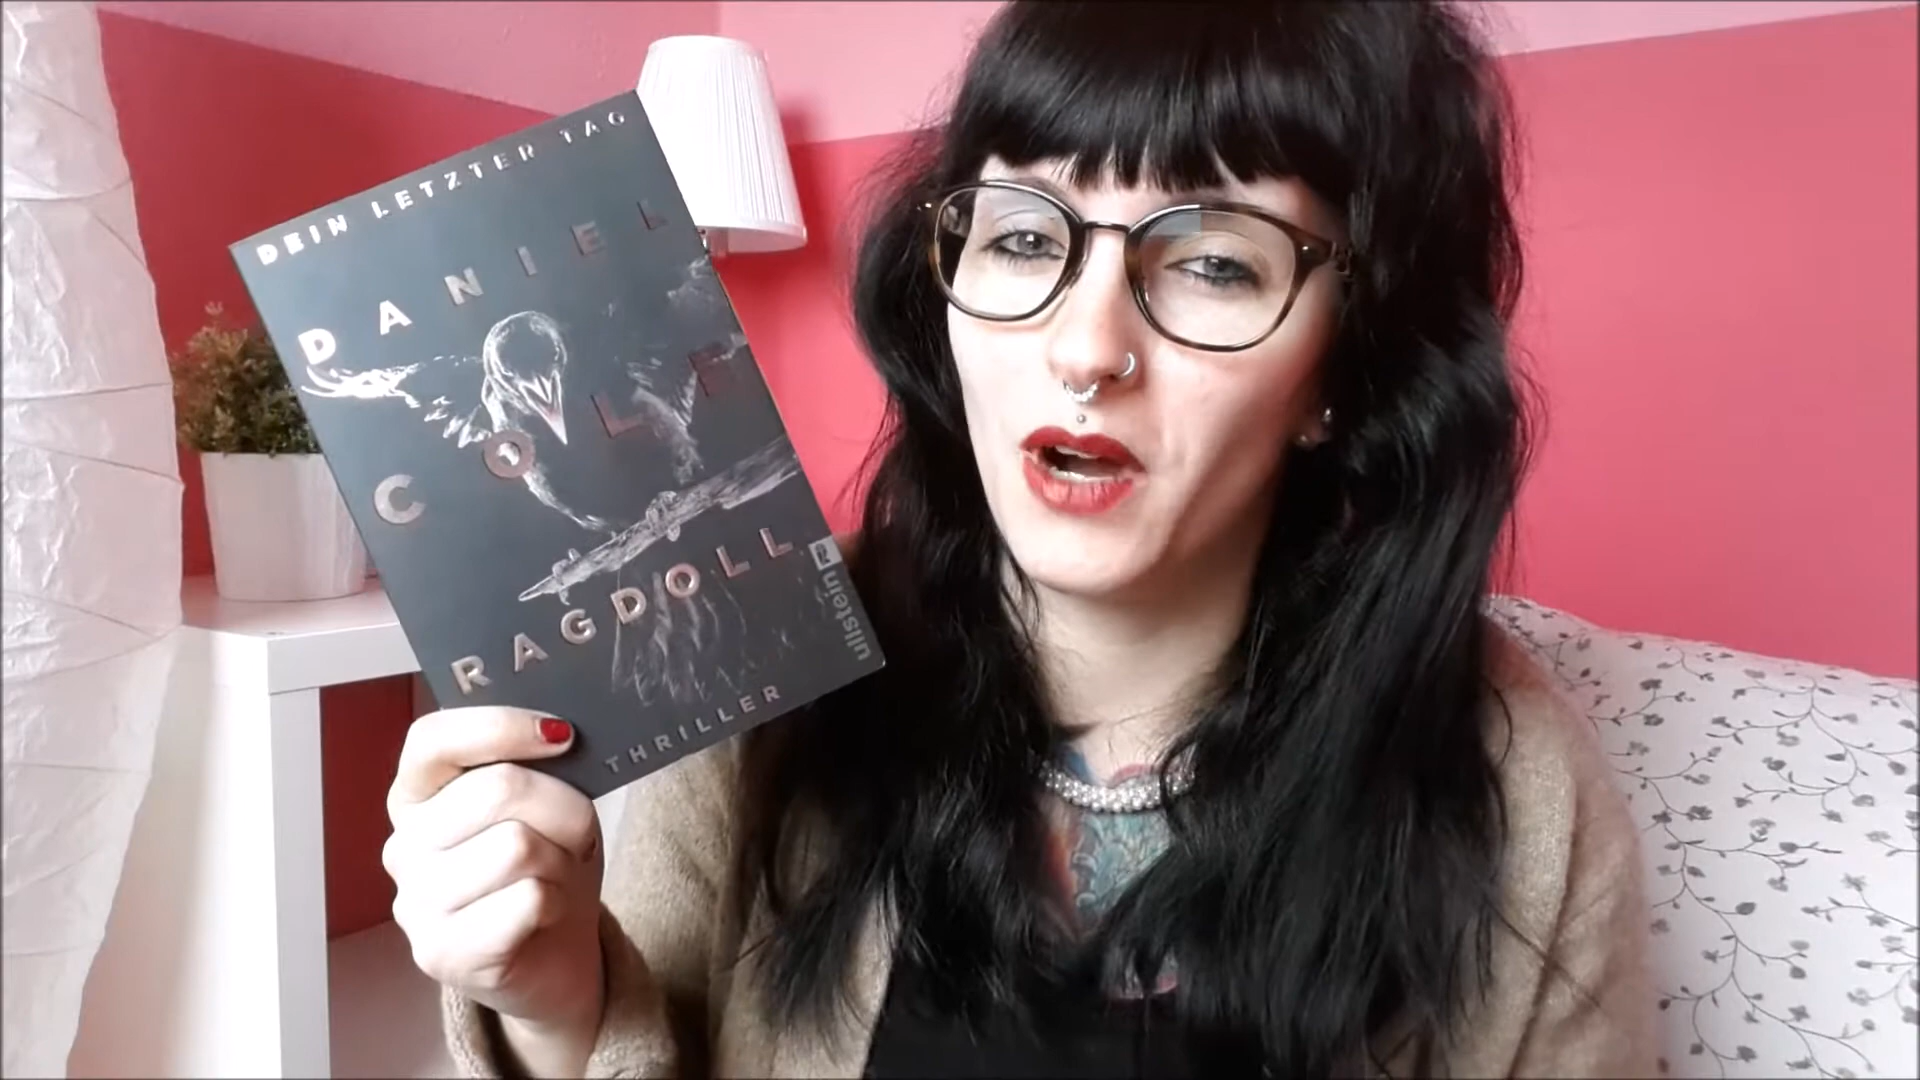 DEIN LETZTER TAG
DANIEL
COLE
RAGDOLL
THRILLER
ullstein